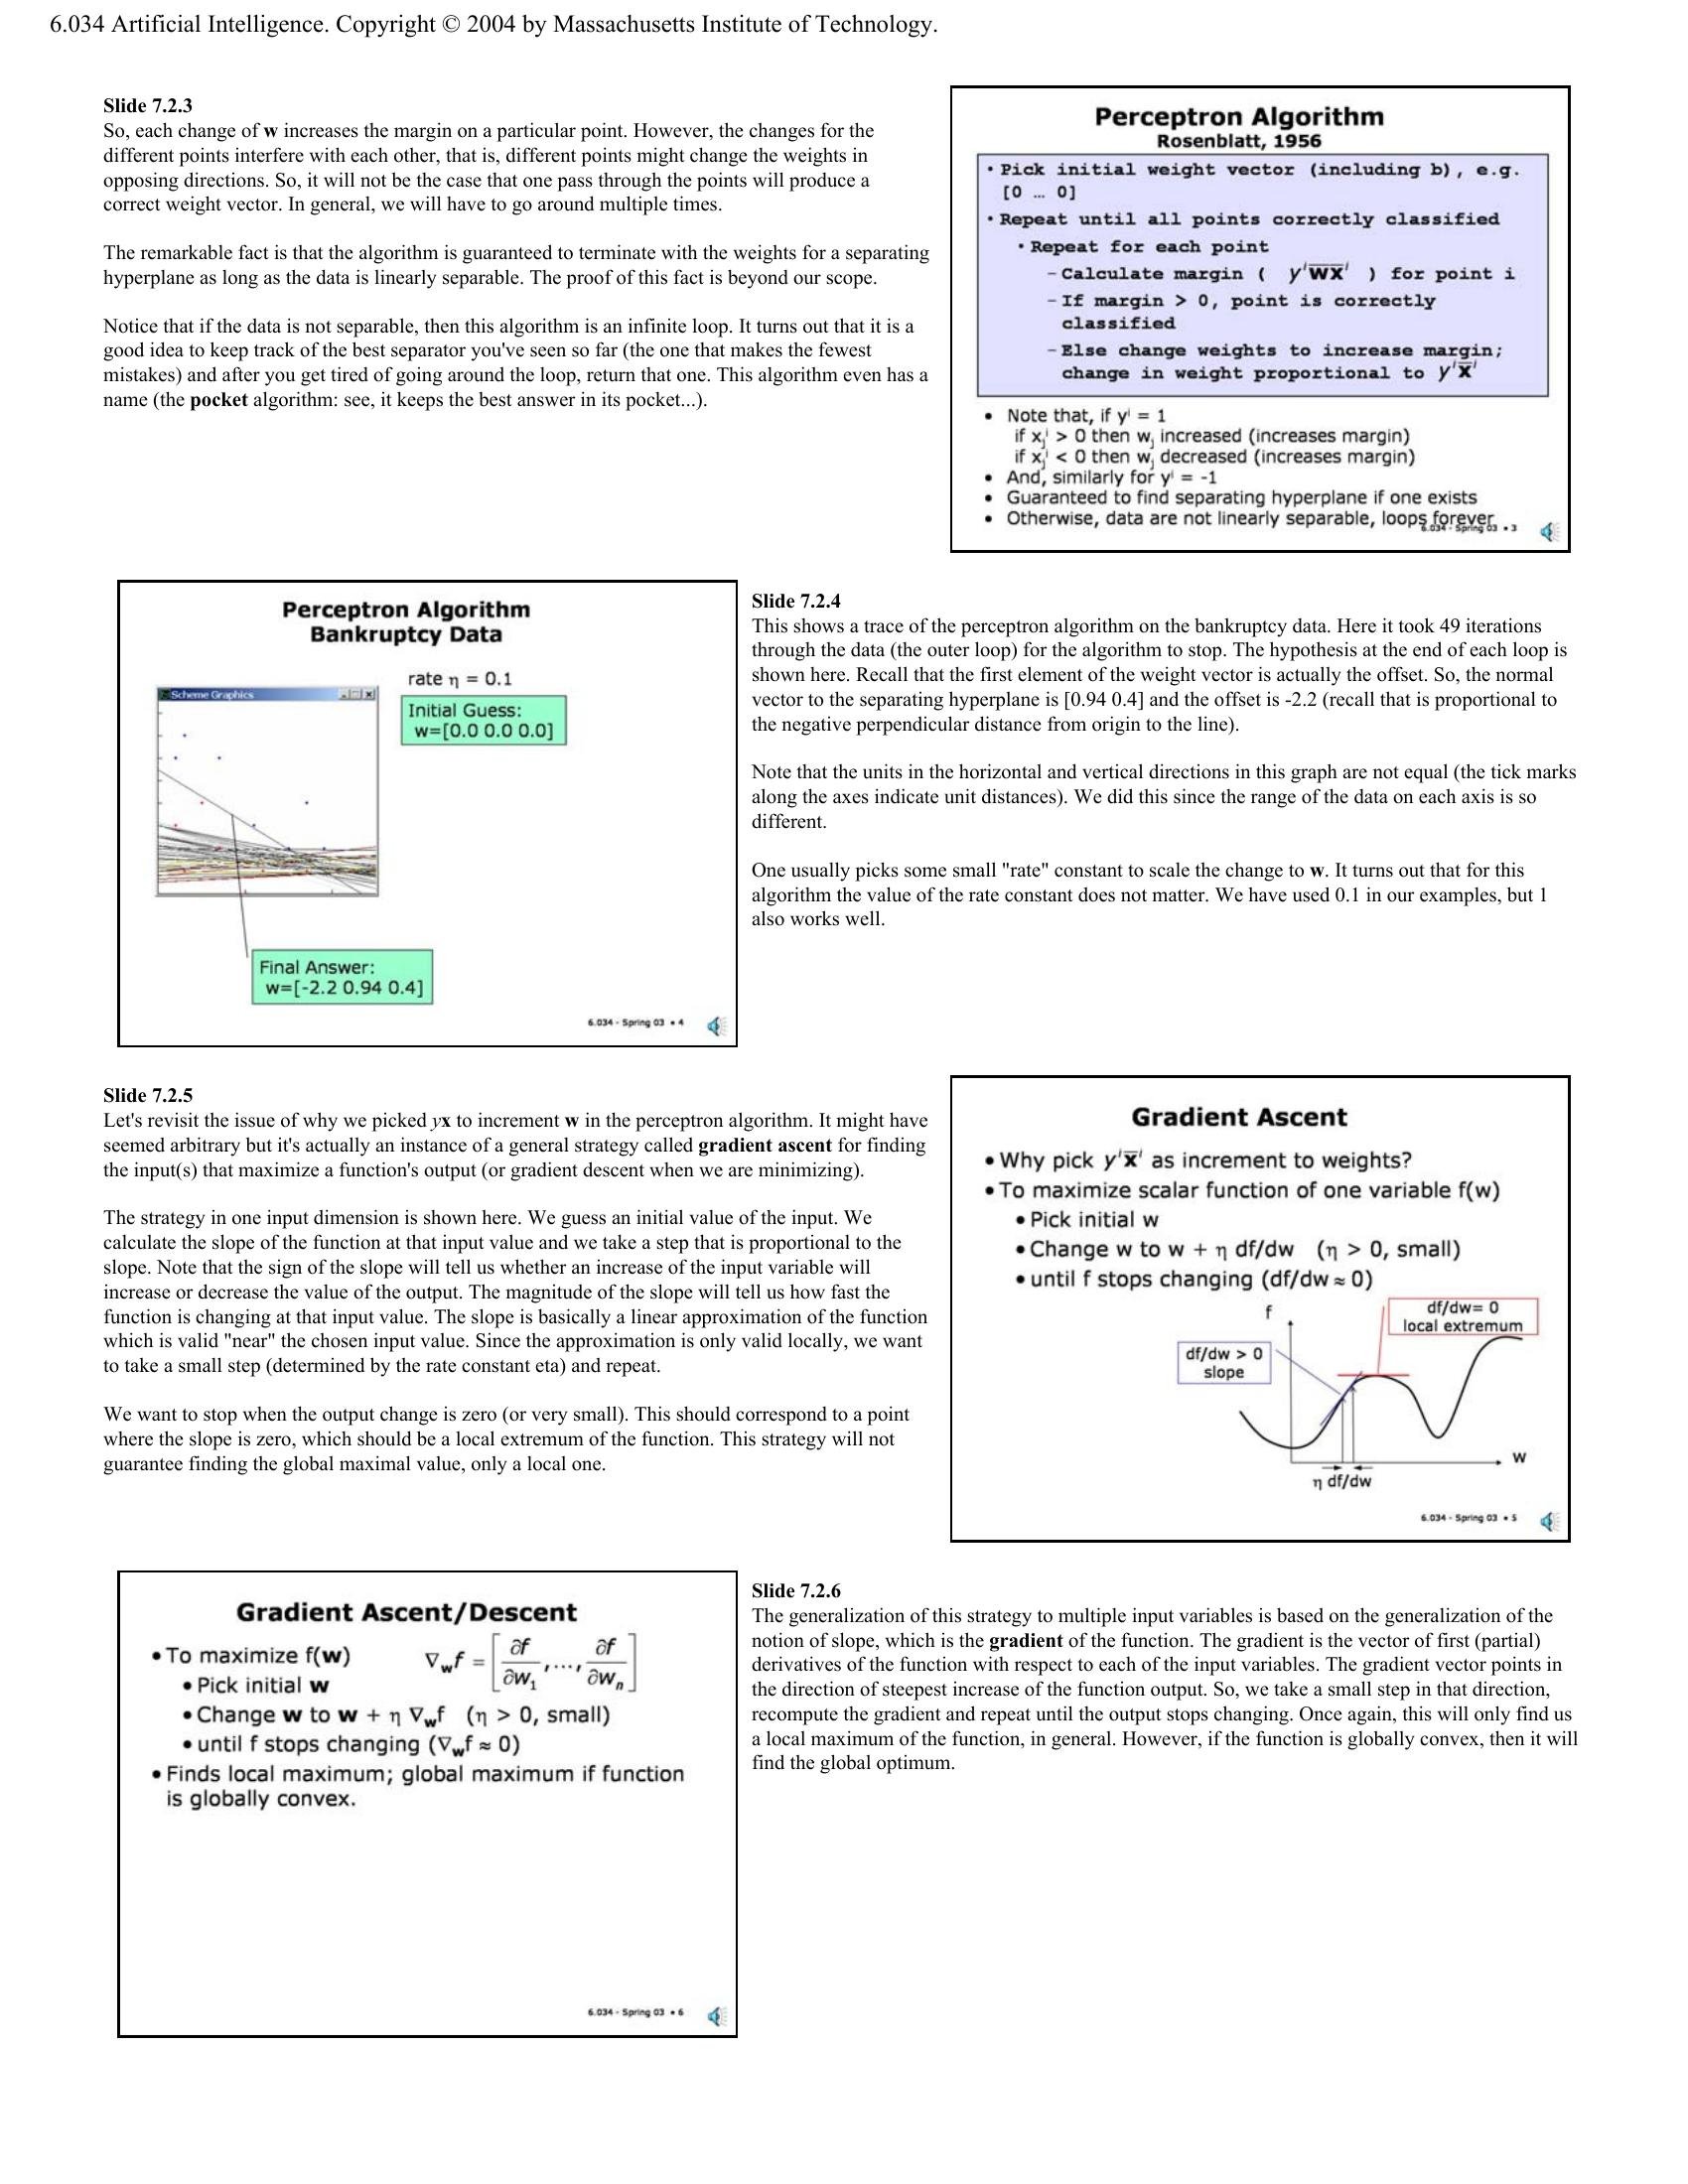 6.034 Artificial Intelligence. Copyright © 2004 by Massachusetts Institute of Technology.
Slide 7.2.3
So, each change of w increases the margin on a particular point. However, the changes for the
different points interfere with each other, that is, different points might change the weights in
opposing directions. So, it will not be the case that one pass through the points will produce a
correct weight vector. In general, we will have to go around multiple times.
The remarkable fact is that the algorithm is guaranteed to terminate with the weights for a separating
hyperplane as long as the data is linearly separable. The proof of this fact is beyond our scope.
Notice that if the data is not separable, then this algorithm is an infinite loop. It turns out that it is a
good idea to keep track of the best separator you've seen so far (the one that makes the fewest
mistakes) and after you get tired of going around the loop, return that one. This algorithm even has a
name (the pocket algorithm: see, it keeps the best answer in its pocket...).
Perceptron Algorithm
Rosenblatt, 1956
• Pick initial weight vector (including b), e.g.
[0 … 0]
• Repeat until all points correctly classified
• Repeat for each point
– Calculate margin ( yⁱw̅x̅ⁱ ) for point i
– If margin > 0, point is correctly
classified
– Else change weights to increase margin;
change in weight proportional to yⁱx̅ⁱ
• Note that, if yⁱ = 1
if xⱼⁱ > 0 then wⱼ increased (increases margin)
if xⱼⁱ < 0 then wⱼ decreased (increases margin)
• And, similarly for yⁱ = -1
• Guaranteed to find separating hyperplane if one exists
• Otherwise, data are not linearly separable, loops forever
6.034 - Spring 03 • 3
Perceptron Algorithm
Bankruptcy Data
rate η = 0.1
Scheme Graphics
Initial Guess:
w=[0.0 0.0 0.0]
Final Answer:
w=[-2.2 0.94 0.4]
6.034 - Spring 03 • 4
Slide 7.2.4
This shows a trace of the perceptron algorithm on the bankruptcy data. Here it took 49 iterations
through the data (the outer loop) for the algorithm to stop. The hypothesis at the end of each loop is
shown here. Recall that the first element of the weight vector is actually the offset. So, the normal
vector to the separating hyperplane is [0.94 0.4] and the offset is -2.2 (recall that is proportional to
the negative perpendicular distance from origin to the line).
Note that the units in the horizontal and vertical directions in this graph are not equal (the tick marks
along the axes indicate unit distances). We did this since the range of the data on each axis is so
different.
One usually picks some small "rate" constant to scale the change to w. It turns out that for this
algorithm the value of the rate constant does not matter. We have used 0.1 in our examples, but 1
also works well.
Slide 7.2.5
Let's revisit the issue of why we picked yx to increment w in the perceptron algorithm. It might have
seemed arbitrary but it's actually an instance of a general strategy called gradient ascent for finding
the input(s) that maximize a function's output (or gradient descent when we are minimizing).
The strategy in one input dimension is shown here. We guess an initial value of the input. We
calculate the slope of the function at that input value and we take a step that is proportional to the
slope. Note that the sign of the slope will tell us whether an increase of the input variable will
increase or decrease the value of the output. The magnitude of the slope will tell us how fast the
function is changing at that input value. The slope is basically a linear approximation of the function
which is valid "near" the chosen input value. Since the approximation is only valid locally, we want
to take a small step (determined by the rate constant eta) and repeat.
We want to stop when the output change is zero (or very small). This should correspond to a point
where the slope is zero, which should be a local extremum of the function. This strategy will not
guarantee finding the global maximal value, only a local one.
Gradient Ascent
• Why pick yⁱx̅ⁱ as increment to weights?
• To maximize scalar function of one variable f(w)
• Pick initial w
• Change w to w + η df/dw (η > 0, small)
• until f stops changing (df/dw ≈ 0)
f
df/dw= 0
local extremum
df/dw > 0
slope
w
η df/dw
6.034 - Spring 03 • 5
Gradient Ascent/Descent
• To maximize f(w) ∇wf = [∂f/∂w₁,...,∂f/∂wₙ]
• Pick initial w
• Change w to w + η ∇wf (η > 0, small)
• until f stops changing (∇wf ≈ 0)
• Finds local maximum; global maximum if function
is globally convex.
6.034 - Spring 03 • 6
Slide 7.2.6
The generalization of this strategy to multiple input variables is based on the generalization of the
notion of slope, which is the gradient of the function. The gradient is the vector of first (partial)
derivatives of the function with respect to each of the input variables. The gradient vector points in
the direction of steepest increase of the function output. So, we take a small step in that direction,
recompute the gradient and repeat until the output stops changing. Once again, this will only find us
a local maximum of the function, in general. However, if the function is globally convex, then it will
find the global optimum.